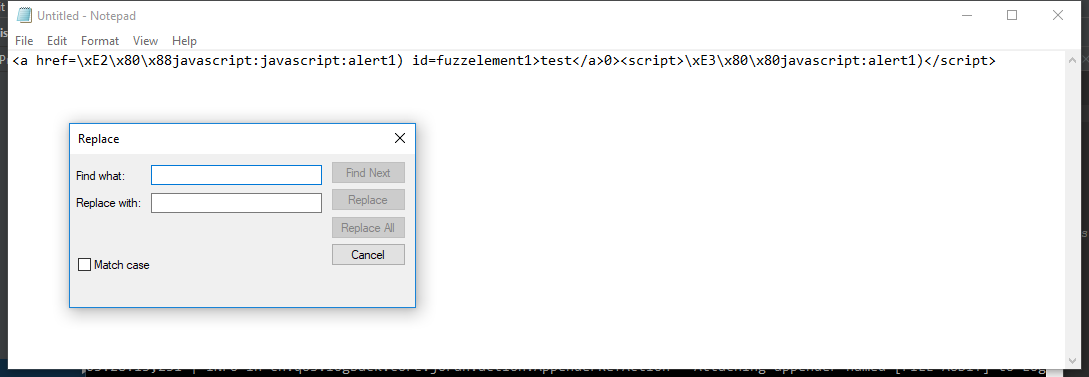 Untitled - Notepad
File Edit Format View Help
<a href=\xE2\x80\x88javascript:javascript:alert1) id=fuzzelement1>test</a>0><script>\xE3\x80\x80javascript:alert1)</script>
Replace
Find what:
Find Next
Replace with:
Replace
Replace All
Cancel
Match case